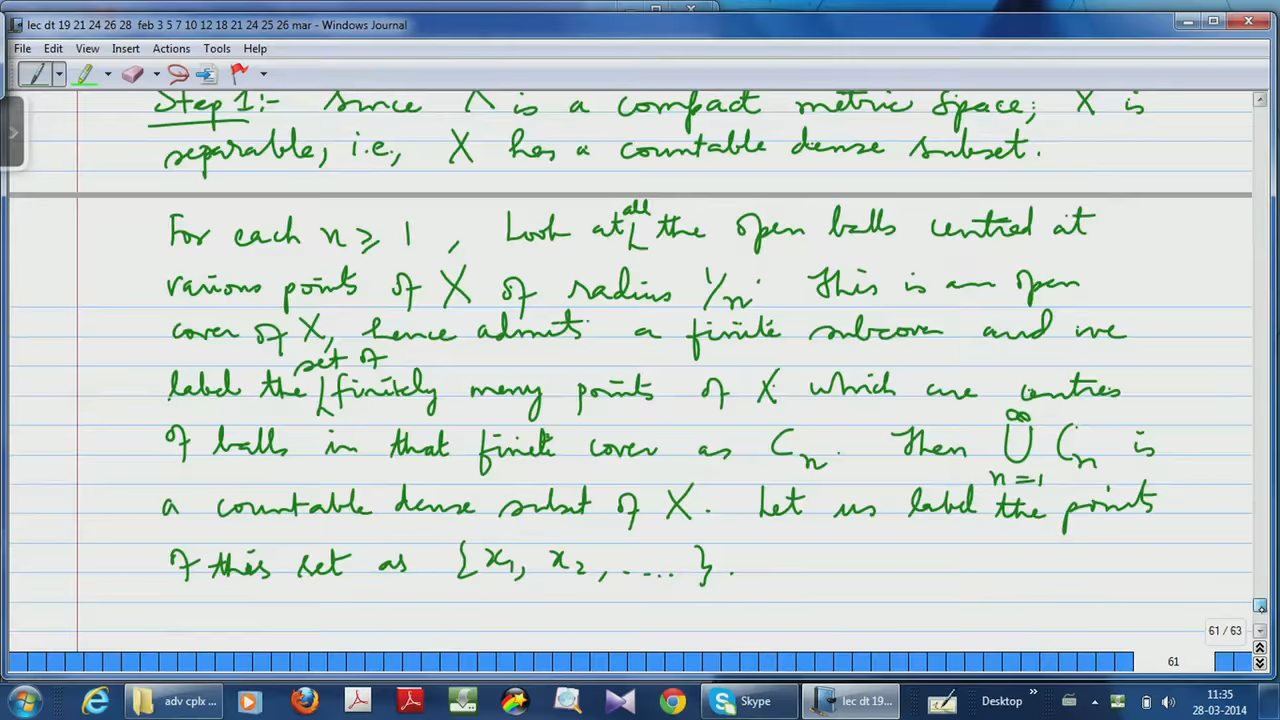 lec dt 19 21 24 26 28 feb 3 5 7 10 12 18 21 24 25 26 mar - Windows Journal
File Edit View Insert Actions Tools Help
Step 1:- Since X is a compact metric space; X is
separable, i.e., X has a countable dense subset.
For each n ≥ 1, Look at all the open balls centred at
various points of X of radius 1/n. This is an open
cover of X, hence admits a finite subcover and we
label the set of finitely many points of X which are centres
of balls in that finite cover as Cn. Then ⋃_{n=1}^{∞} Cn is
a countable dense subset of X. Let us label the points
of this set as {x1, x2, .....}.
61 / 63
61
adv cplx ...
Skype
lec dt 19...
Desktop
11:35
28-03-2014